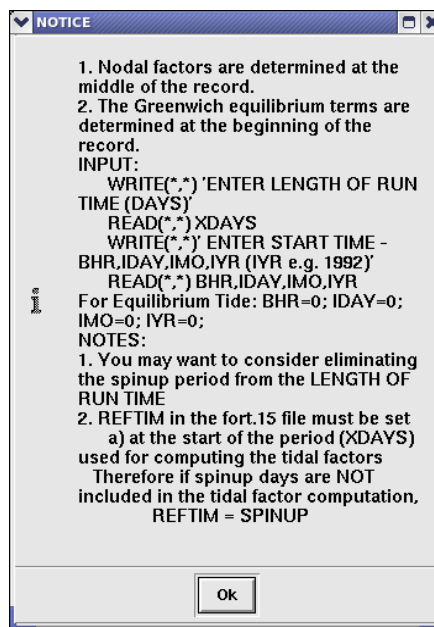 NOTICE
1. Nodal factors are determined at the
middle of the record.
2. The Greenwich equilibrium terms are
determined at the beginning of the
record.
INPUT:
WRITE(*,*) 'ENTER LENGTH OF RUN
TIME (DAYS)'
READ(*,*) XDAYS
WRITE(*,*)' ENTER START TIME -
BHR,IDAY,IMO,IYR (IYR e.g. 1992)'
READ(*,*) BHR,IDAY,IMO,IYR
For Equilibrium Tide: BHR=0; IDAY=0;
IMO=0; IYR=0;
NOTES:
1. You may want to consider eliminating
the spinup period from the LENGTH OF
RUN TIME
2. REFTIM in the fort.15 file must be set
a) at the start of the period (XDAYS)
used for computing the tidal factors
Therefore if spinup days are NOT
included in the tidal factor computation,
REFTIM = SPINUP
Ok